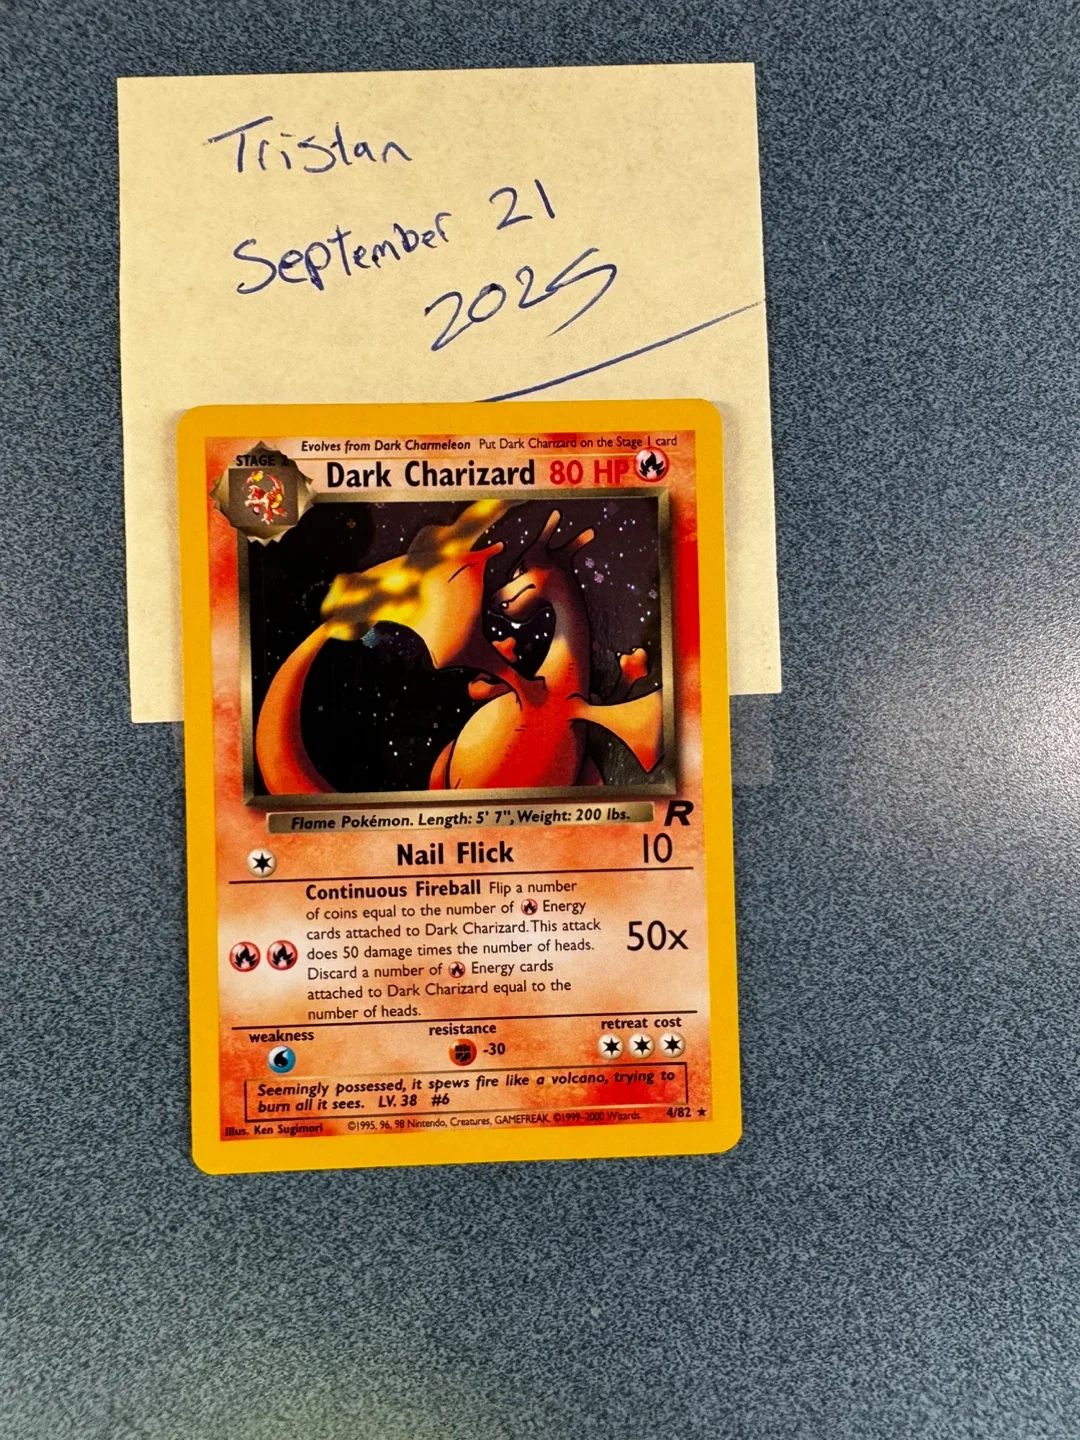 Tristan
September 21
2025
Evolves from Dark Charmeleon Put Dark Charizard on the Stage 1 card
STAGE 2
Dark Charizard 80 HP
Flame Pokémon. Length: 5' 7", Weight: 200 lbs.
R
Nail Flick 10
Continuous Fireball Flip a number
of coins equal to the number of Energy
cards attached to Dark Charizard. This attack
does 50 damage times the number of heads.
Discard a number of Energy cards
attached to Dark Charizard equal to the
number of heads.
50x
weakness resistance retreat cost
-30
Seemingly possessed, it spews fire like a volcano, trying to
burn all it sees. LV. 38 #6
Illus. Ken Sugimori ©1995, 96, 98 Nintendo, Creatures, GAMEFREAK. ©1999-2000 Wizards. 4/82 ★